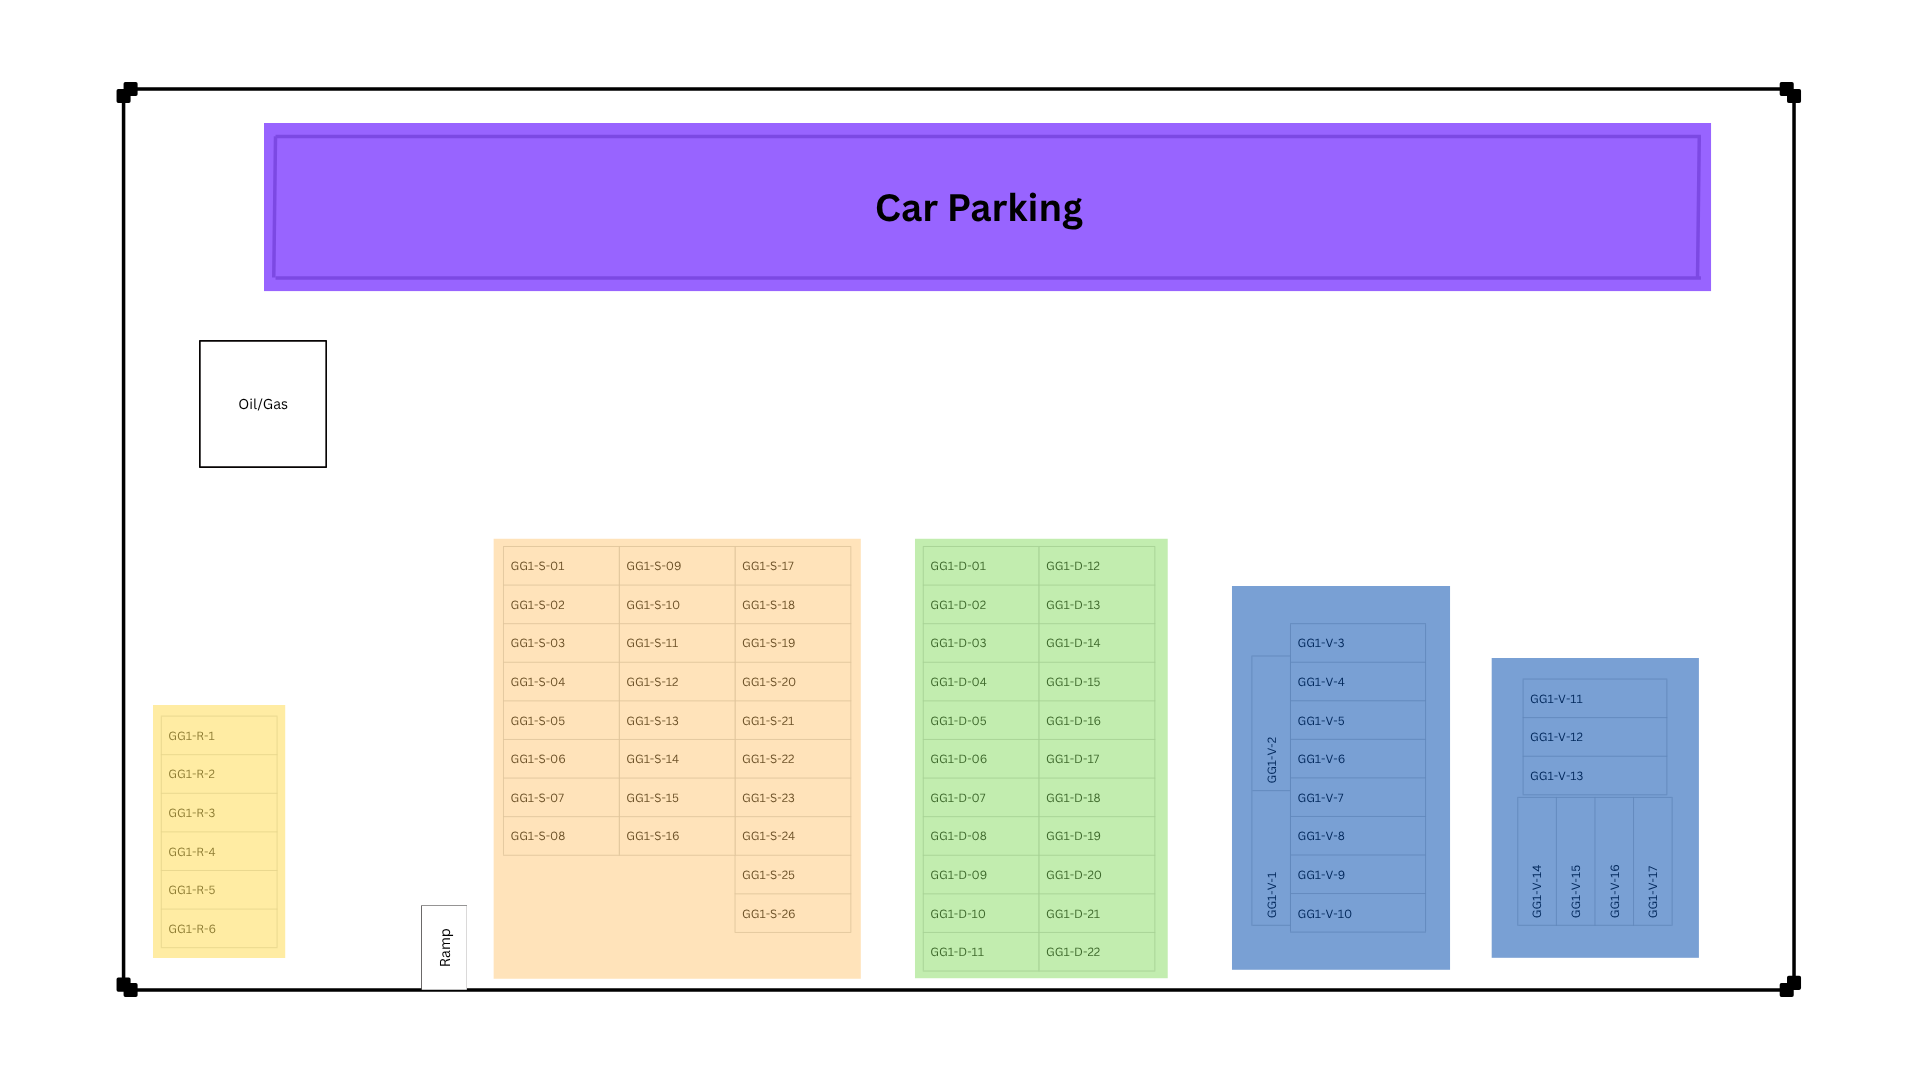 Car Parking
Oil/Gas
GG1-R-1
GG1-R-2
GG1-R-3
GG1-R-4
GG1-R-5
GG1-R-6
Ramp
GG1-S-01 GG1-S-09 GG1-S-17
GG1-S-02 GG1-S-10 GG1-S-18
GG1-S-03 GG1-S-11 GG1-S-19
GG1-S-04 GG1-S-12 GG1-S-20
GG1-S-05 GG1-S-13 GG1-S-21
GG1-S-06 GG1-S-14 GG1-S-22
GG1-S-07 GG1-S-15 GG1-S-23
GG1-S-08 GG1-S-16 GG1-S-24
GG1-S-25
GG1-S-26
GG1-D-01 GG1-D-12
GG1-D-02 GG1-D-13
GG1-D-03 GG1-D-14
GG1-D-04 GG1-D-15
GG1-D-05 GG1-D-16
GG1-D-06 GG1-D-17
GG1-D-07 GG1-D-18
GG1-D-08 GG1-D-19
GG1-D-09 GG1-D-20
GG1-D-10 GG1-D-21
GG1-D-11 GG1-D-22
GG1-V-2
GG1-V-1
GG1-V-3
GG1-V-4
GG1-V-5
GG1-V-6
GG1-V-7
GG1-V-8
GG1-V-9
GG1-V-10
GG1-V-11
GG1-V-12
GG1-V-13
GG1-V-14
GG1-V-15
GG1-V-16
GG1-V-17